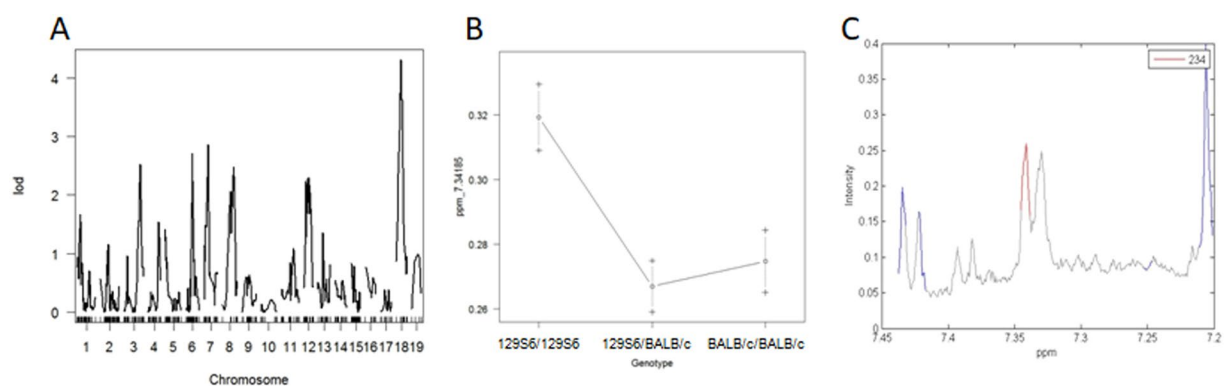 A
B
C
4
3
2
1
0
lod
1 2 3 4 5 6 7 8 9 10 11 12 13 14 15 16 17 18 19
Chromosome
0.32
0.30
0.28
0.26
ppm_7.34185
129S6/129S6
129S6/BALB/c
BALB/c/BALB/c
Genotype
0.4
0.35
0.3
0.25
0.2
0.15
0.1
0.05
0
Intensity
234
7.45
7.4
7.35
7.3
7.25
7.2
ppm